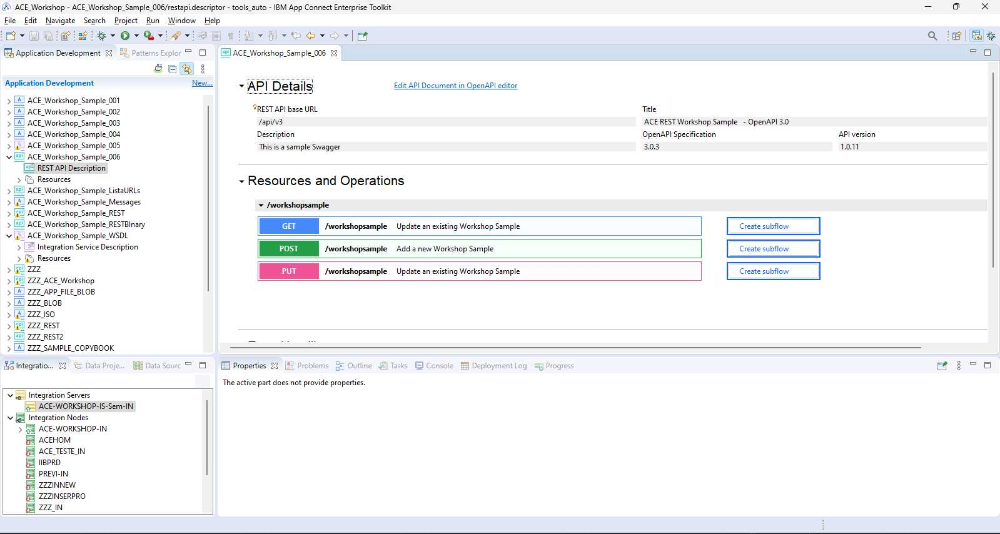 ACE_Workshop - ACE_Workshop_Sample_006/restapi.descriptor - tools_auto - IBM App Connect Enterprise Toolkit
File Edit Navigate Search Project Run Window Help
Application Development Patterns Explor
Application Development New...
ACE_Workshop_Sample_001
ACE_Workshop_Sample_002
ACE_Workshop_Sample_003
ACE_Workshop_Sample_004
ACE_Workshop_Sample_005
ACE_Workshop_Sample_006
REST API Description
Resources
ACE_Workshop_Sample_ListaURLs
ACE_Workshop_Sample_Messages
ACE_Workshop_Sample_REST
ACE_Workshop_Sample_RESTBInary
ACE_Workshop_Sample_WSDL
Integration Service Description
Resources
ZZZ
ZZZ_ACE_Workshop
ZZZ_APP_FILE_BLOB
ZZZ_BLOB
ZZZ_ISO
ZZZ_REST
ZZZ_REST2
ZZZ_SAMPLE_COPYBOOK
ACE_Workshop_Sample_006
API Details Edit API Document in OpenAPI editor
REST API base URL Title
/api/v3 ACE REST Workshop Sample - OpenAPI 3.0
Description OpenAPI Specification API version
This is a sample Swagger 3.0.3 1.0.11
Resources and Operations
/workshopsample
GET /workshopsample Update an existing Workshop Sample Create subflow
POST /workshopsample Add a new Workshop Sample Create subflow
PUT /workshopsample Update an existing Workshop Sample Create subflow
Integratio... Data Proje... Data Sourc
Integration Servers
ACE-WORKSHOP-IS-Sem-IN
Integration Nodes
ACE-WORKSHOP-IN
ACEHOM
ACE_TESTE_IN
IIBPRD
PREVI-IN
ZZZINNEW
ZZZINSERPRO
ZZZ_IN
Properties Problems Outline Tasks Console Deployment Log Progress
The active part does not provide properties.